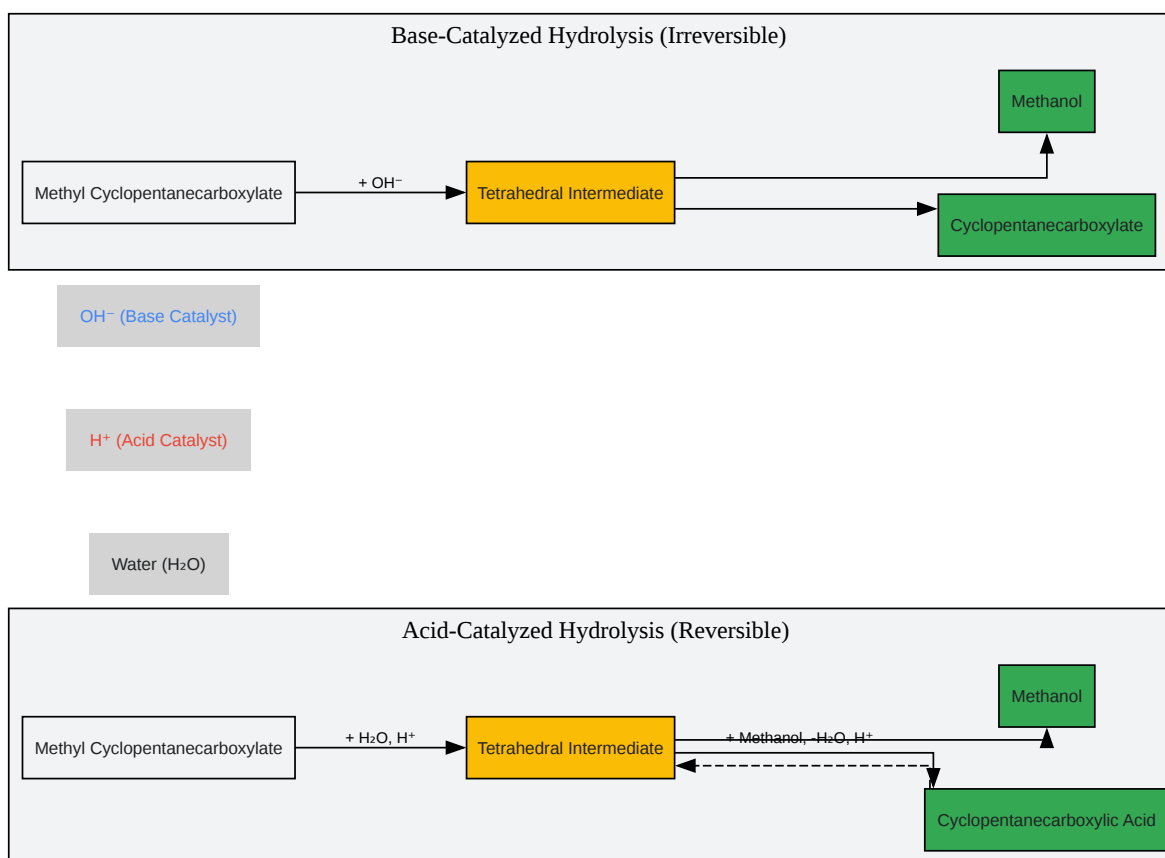 Base-Catalyzed Hydrolysis (Irreversible)
Methanol
Methyl Cyclopentanecarboxylate
+ OH⁻
Tetrahedral Intermediate
Cyclopentanecarboxylate
OH⁻ (Base Catalyst)
H⁺ (Acid Catalyst)
Water (H₂O)
Acid-Catalyzed Hydrolysis (Reversible)
Methanol
Methyl Cyclopentanecarboxylate
+ H₂O, H⁺
Tetrahedral Intermediate
+ Methanol, -H₂O, H⁺
Cyclopentanecarboxylic Acid